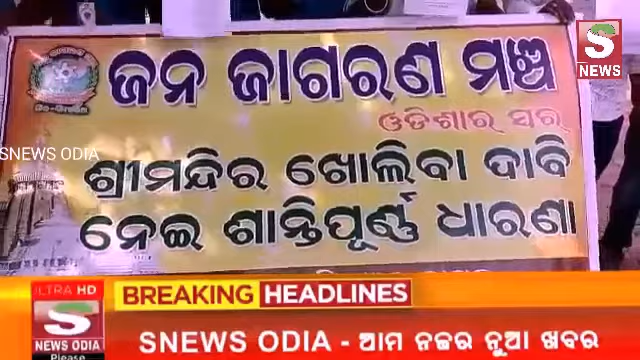 S
NEWS
ଜନ ଜାଗରଣ ମଞ୍ଚ
ଓଡିଶାର ସ୍ୱର
SNEWS ODIA
ଶ୍ରୀମନ୍ଦିର ଖୋଲିବା ଦାବି
ନେଇ ଶାନ୍ତିପୂର୍ଣ୍ଣ ଧାରଣା
ULTRA HD
BREAKING HEADLINES
S
NEWS ODIA
Please
SNEWS ODIA - ଆମ ନଜର ନୂଆ ଖବର